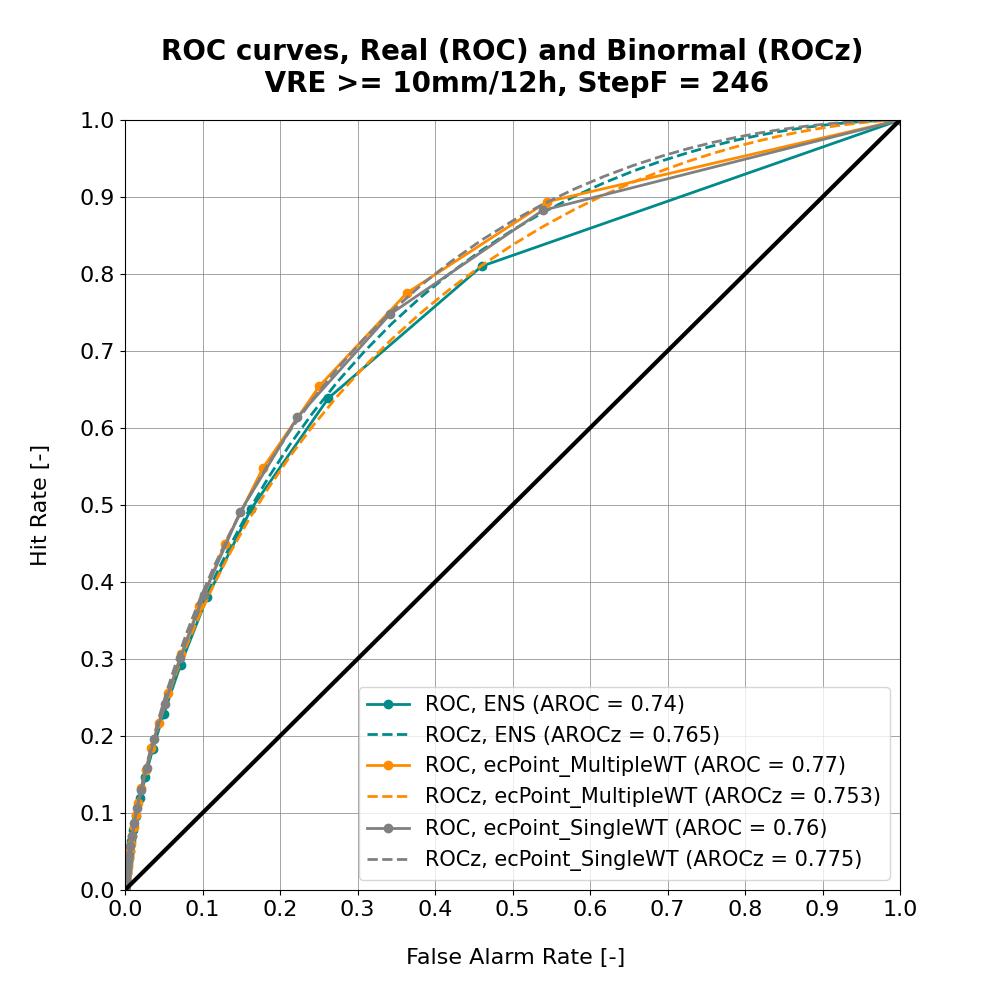 ROC curves, Real (ROC) and Binormal (ROCz)
VRE >= 10mm/12h, StepF = 246
1.0
0.9
0.8
0.7
0.6
0.5
0.4
0.3
0.2
0.1
0.0
Hit Rate [-]
ROC, ENS (AROC = 0.74)
ROCz, ENS (AROCz = 0.765)
ROC, ecPoint_MultipleWT (AROC = 0.77)
ROCz, ecPoint_MultipleWT (AROCz = 0.753)
ROC, ecPoint_SingleWT (AROC = 0.76)
ROCz, ecPoint_SingleWT (AROCz = 0.775)
0.0 0.1 0.2 0.3 0.4 0.5 0.6 0.7 0.8 0.9 1.0
False Alarm Rate [-]